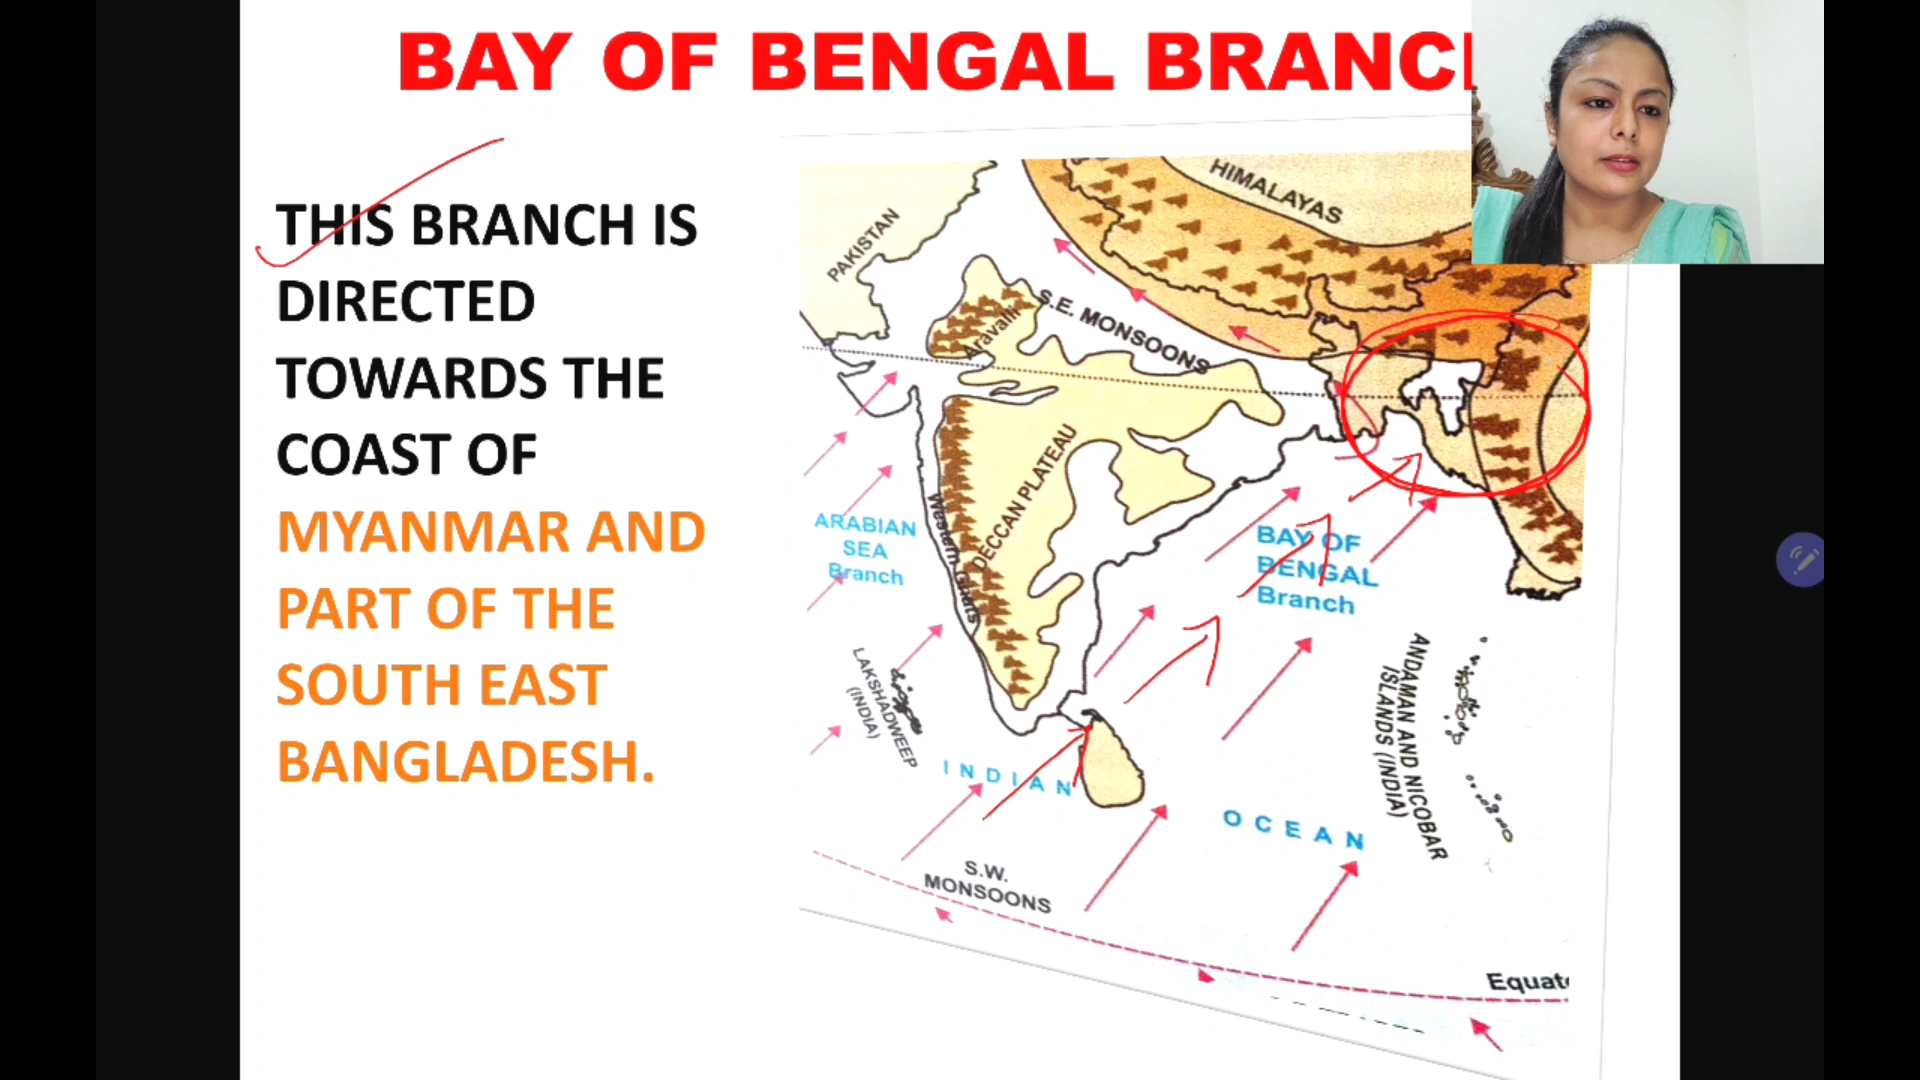 BAY OF BENGAL BRANC
THIS BRANCH IS
DIRECTED
TOWARDS THE
COAST OF
MYANMAR AND
PART OF THE
SOUTH EAST
BANGLADESH.
HIMALAYAS
PAKISTAN
S.E. MONSOONS
Aravalli
DECCAN PLATEAU
Western Ghats
ARABIAN
SEA
Branch
BAY OF
BENGAL
Branch
LAKSHADWEEP
(INDIA)
ANDAMAN AND NICOBAR
ISLANDS (INDIA)
INDIAN
OCEAN
S.W.
MONSOONS
Equat